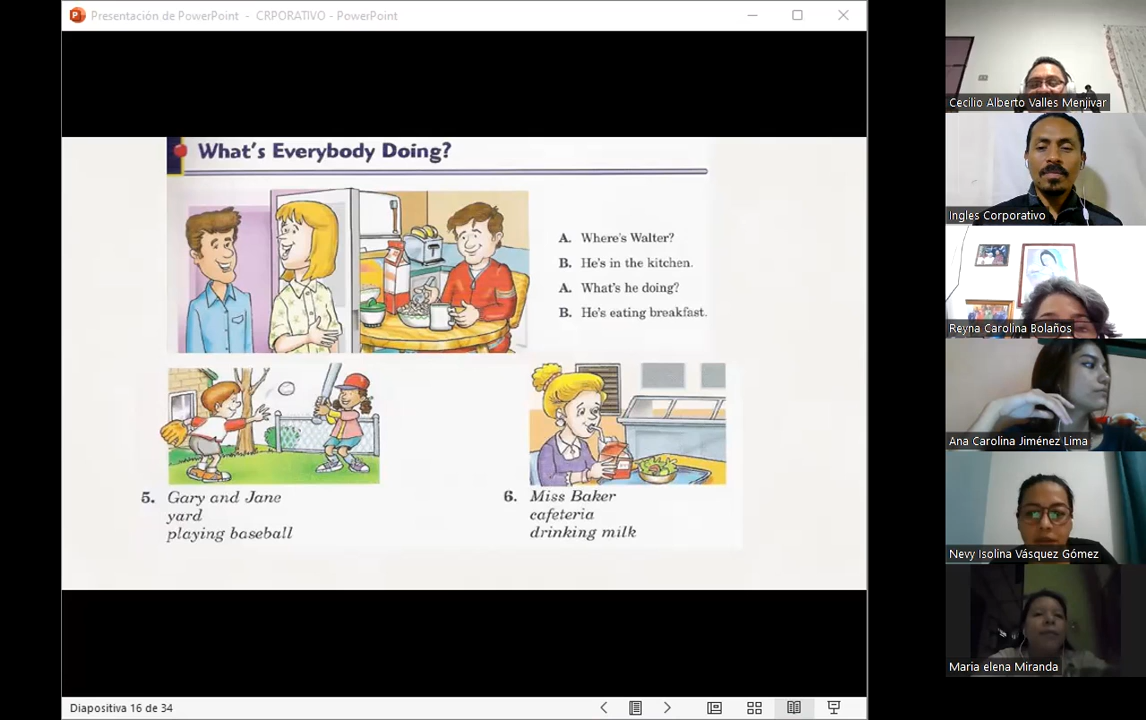 Presentación de PowerPoint - CRPORATIVO - PowerPoint
What's Everybody Doing?
A. Where's Walter?
B. He's in the kitchen.
A. What's he doing?
B. He's eating breakfast.
5. Gary and Jane
yard
playing baseball
6. Miss Baker
cafeteria
drinking milk
Diapositiva 16 de 34
Cecilio Alberto Valles Menjivar
Ingles Corporativo
Reyna Carolina Bolaños
Ana Carolina Jiménez Lima
Nevy Isolina Vásquez Gómez
Maria elena Miranda